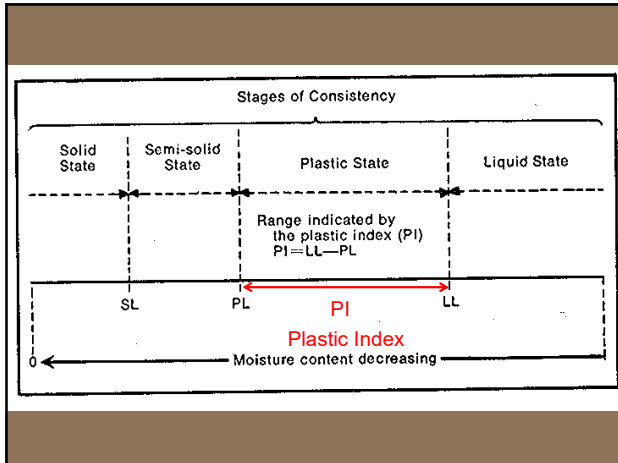 Stages of Consistency
Solid State
Semi-solid State
Plastic State
Liquid State
Range indicated by
the plastic index (PI)
PI=LL—PL
SL
PL
PI
LL
Plastic Index
0
Moisture content decreasing